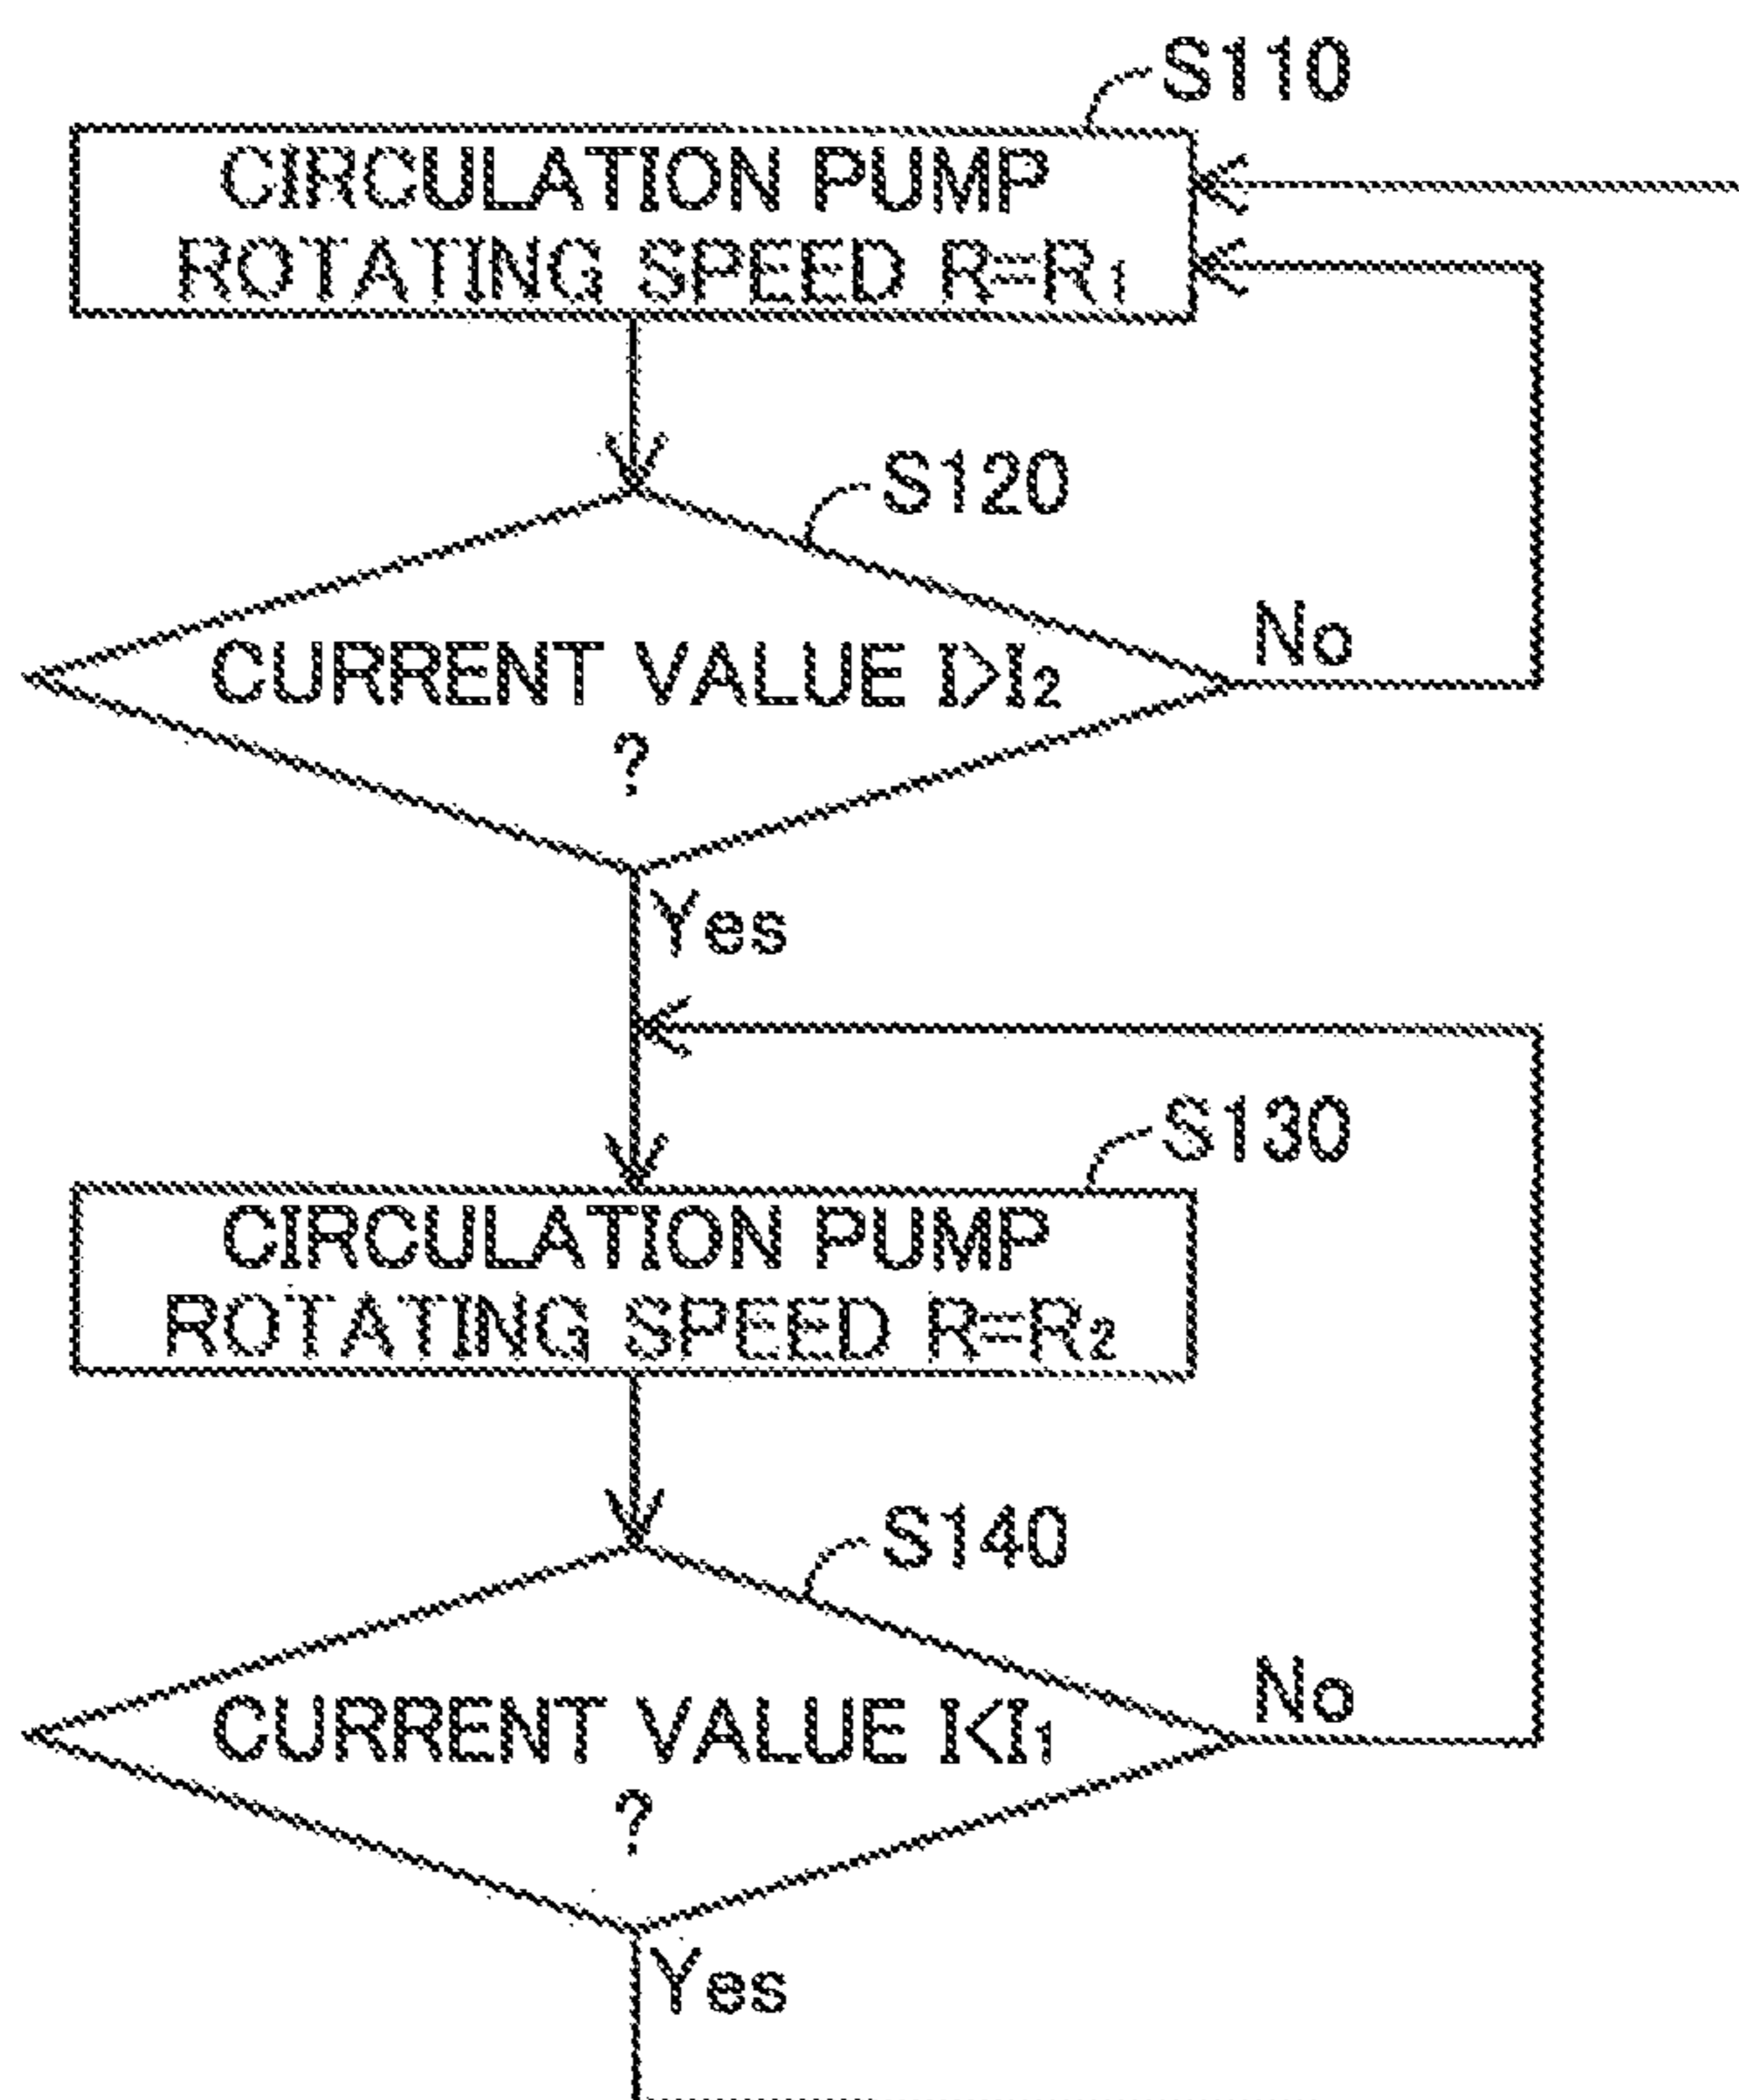 S110
CIRCULATION PUMP
ROTATING SPEED R=R₁
S120
CURRENT VALUE I>I₂
?
No
Yes
S130
CIRCULATION PUMP
ROTATING SPEED R=R₂
S140
CURRENT VALUE I<I₁
?
No
Yes